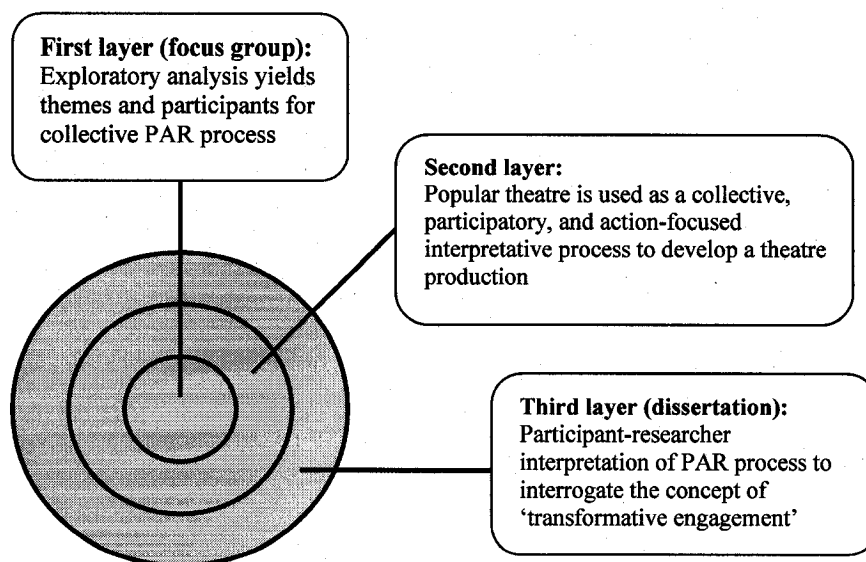 First layer (focus group):
Exploratory analysis yields
themes and participants for
collective PAR process
Second layer:
Popular theatre is used as a collective,
participatory, and action-focused
interpretative process to develop a theatre
production
Third layer (dissertation):
Participant-researcher
interpretation of PAR process to
interrogate the concept of
‘transformative engagement’